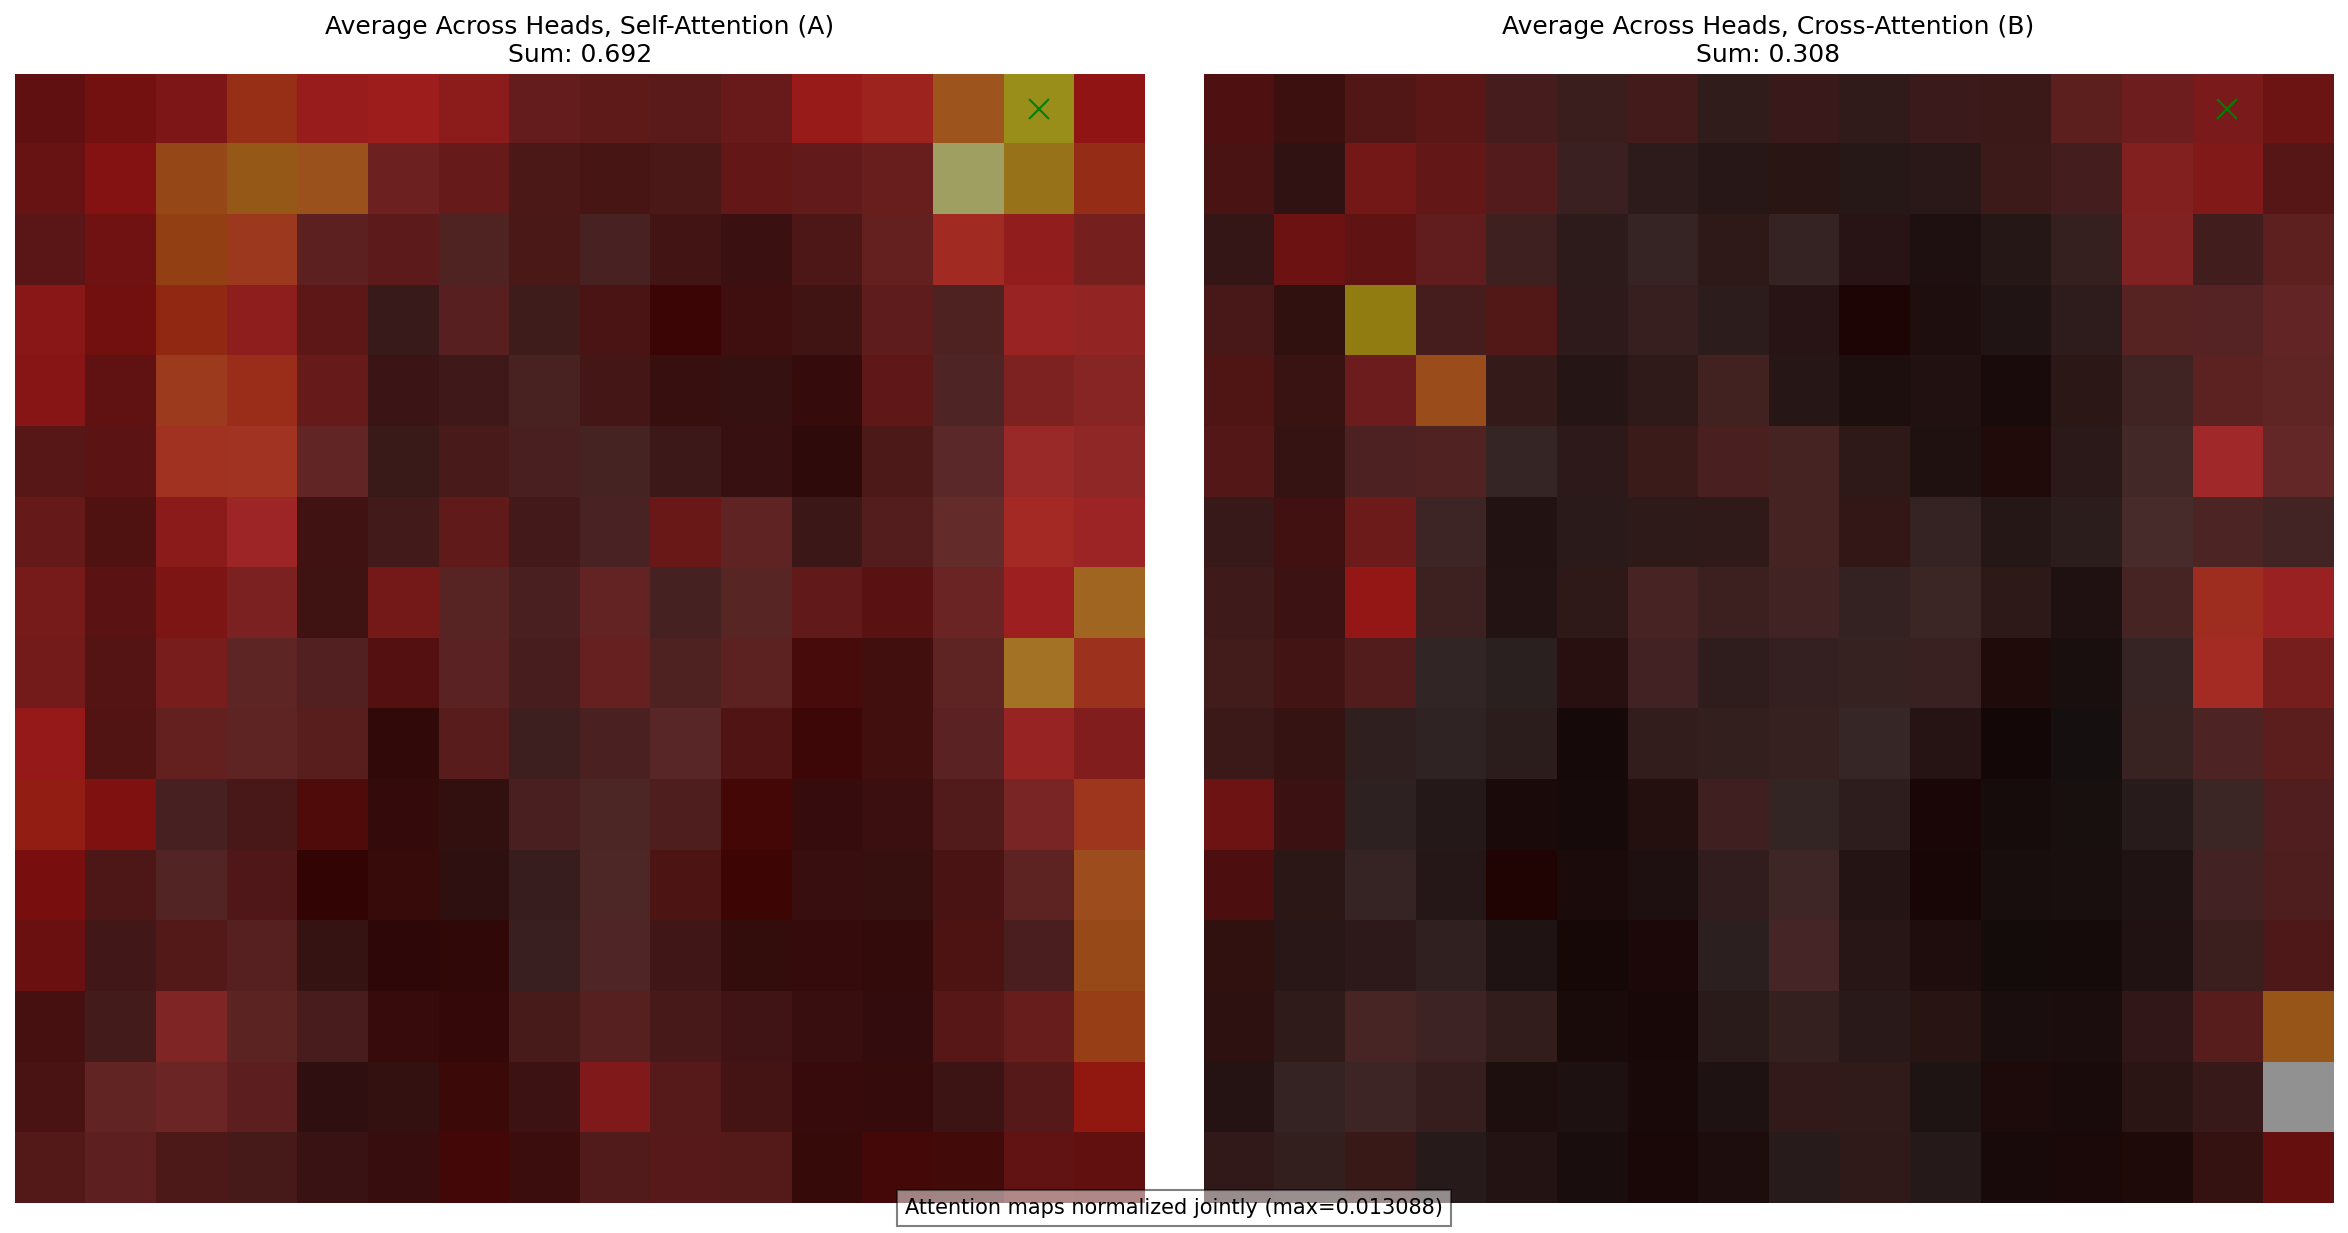 Average Across Heads, Self-Attention (A)
Sum: 0.692
Average Across Heads, Cross-Attention (B)
Sum: 0.308
Attention maps normalized jointly (max=0.013088)